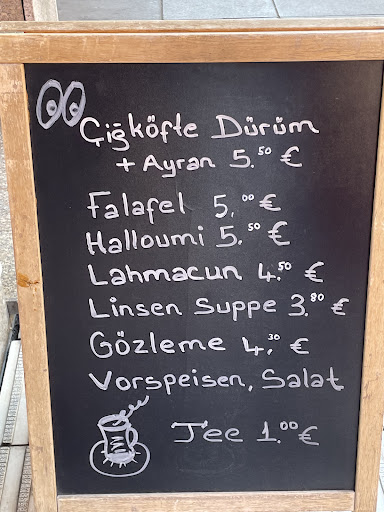 Çiğköfte Dürüm
+ Ayran 5.50 €
Falafel 5,00 €
Halloumi 5.50 €
Lahmacun 4.50 €
Linsen Suppe 3.80 €
Gözleme 4,30 €
Vorspeisen, Salat
Tee 1.00 €